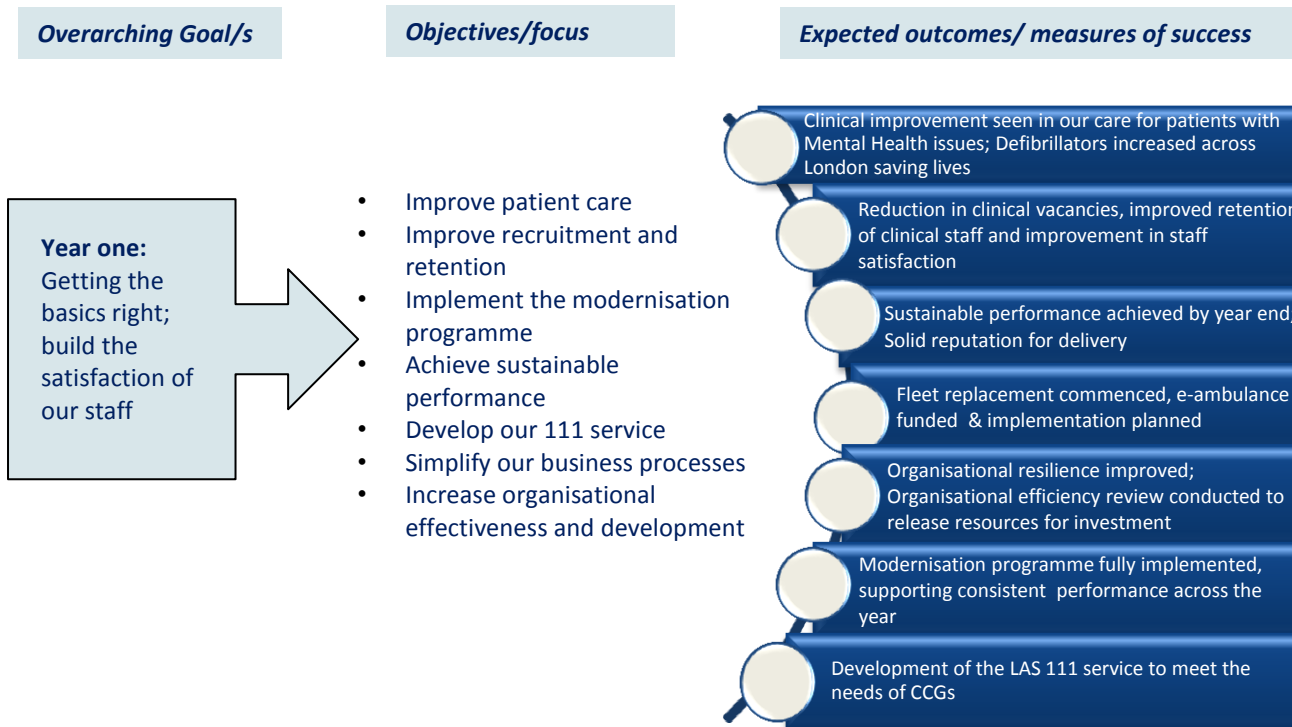 Overarching Goal/s
Objectives/focus
Expected outcomes/ measures of success
Year one:
Getting the
basics right;
build the
satisfaction of
our staff
• Improve patient care
• Improve recruitment and
retention
• Implement the modernisation
programme
• Achieve sustainable
performance
• Develop our 111 service
• Simplify our business processes
• Increase organisational
effectiveness and development
Clinical improvement seen in our care for patients with
Mental Health issues; Defibrillators increased across
London saving lives
Reduction in clinical vacancies, improved retention
of clinical staff and improvement in staff
satisfaction
Sustainable performance achieved by year end;
Solid reputation for delivery
Fleet replacement commenced, e-ambulance
funded & implementation planned
Organisational resilience improved;
Organisational efficiency review conducted to
release resources for investment
Modernisation programme fully implemented,
supporting consistent performance across the
year
Development of the LAS 111 service to meet the
needs of CCGs